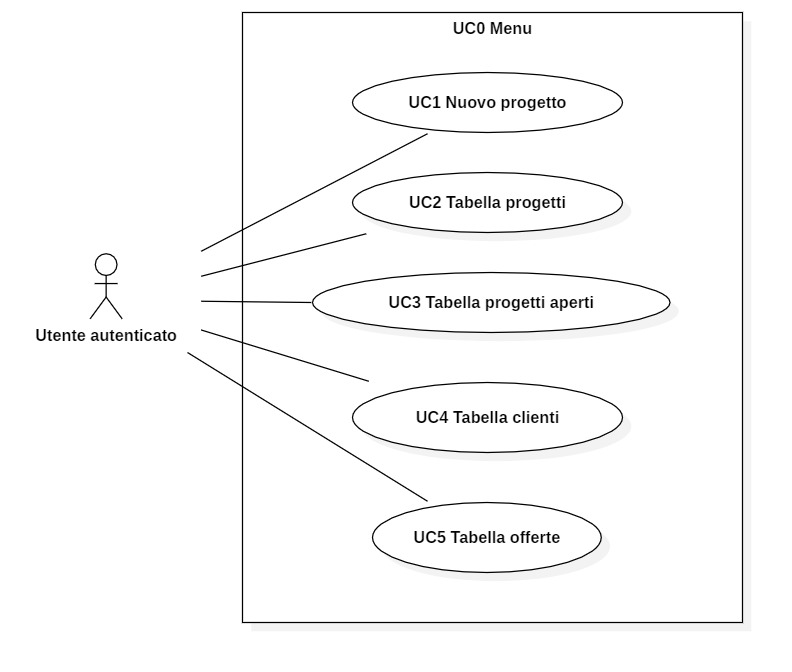 UC0 Menu
UC1 Nuovo progetto
UC2 Tabella progetti
UC3 Tabella progetti aperti
Utente autenticato
UC4 Tabella clienti
UC5 Tabella offerte